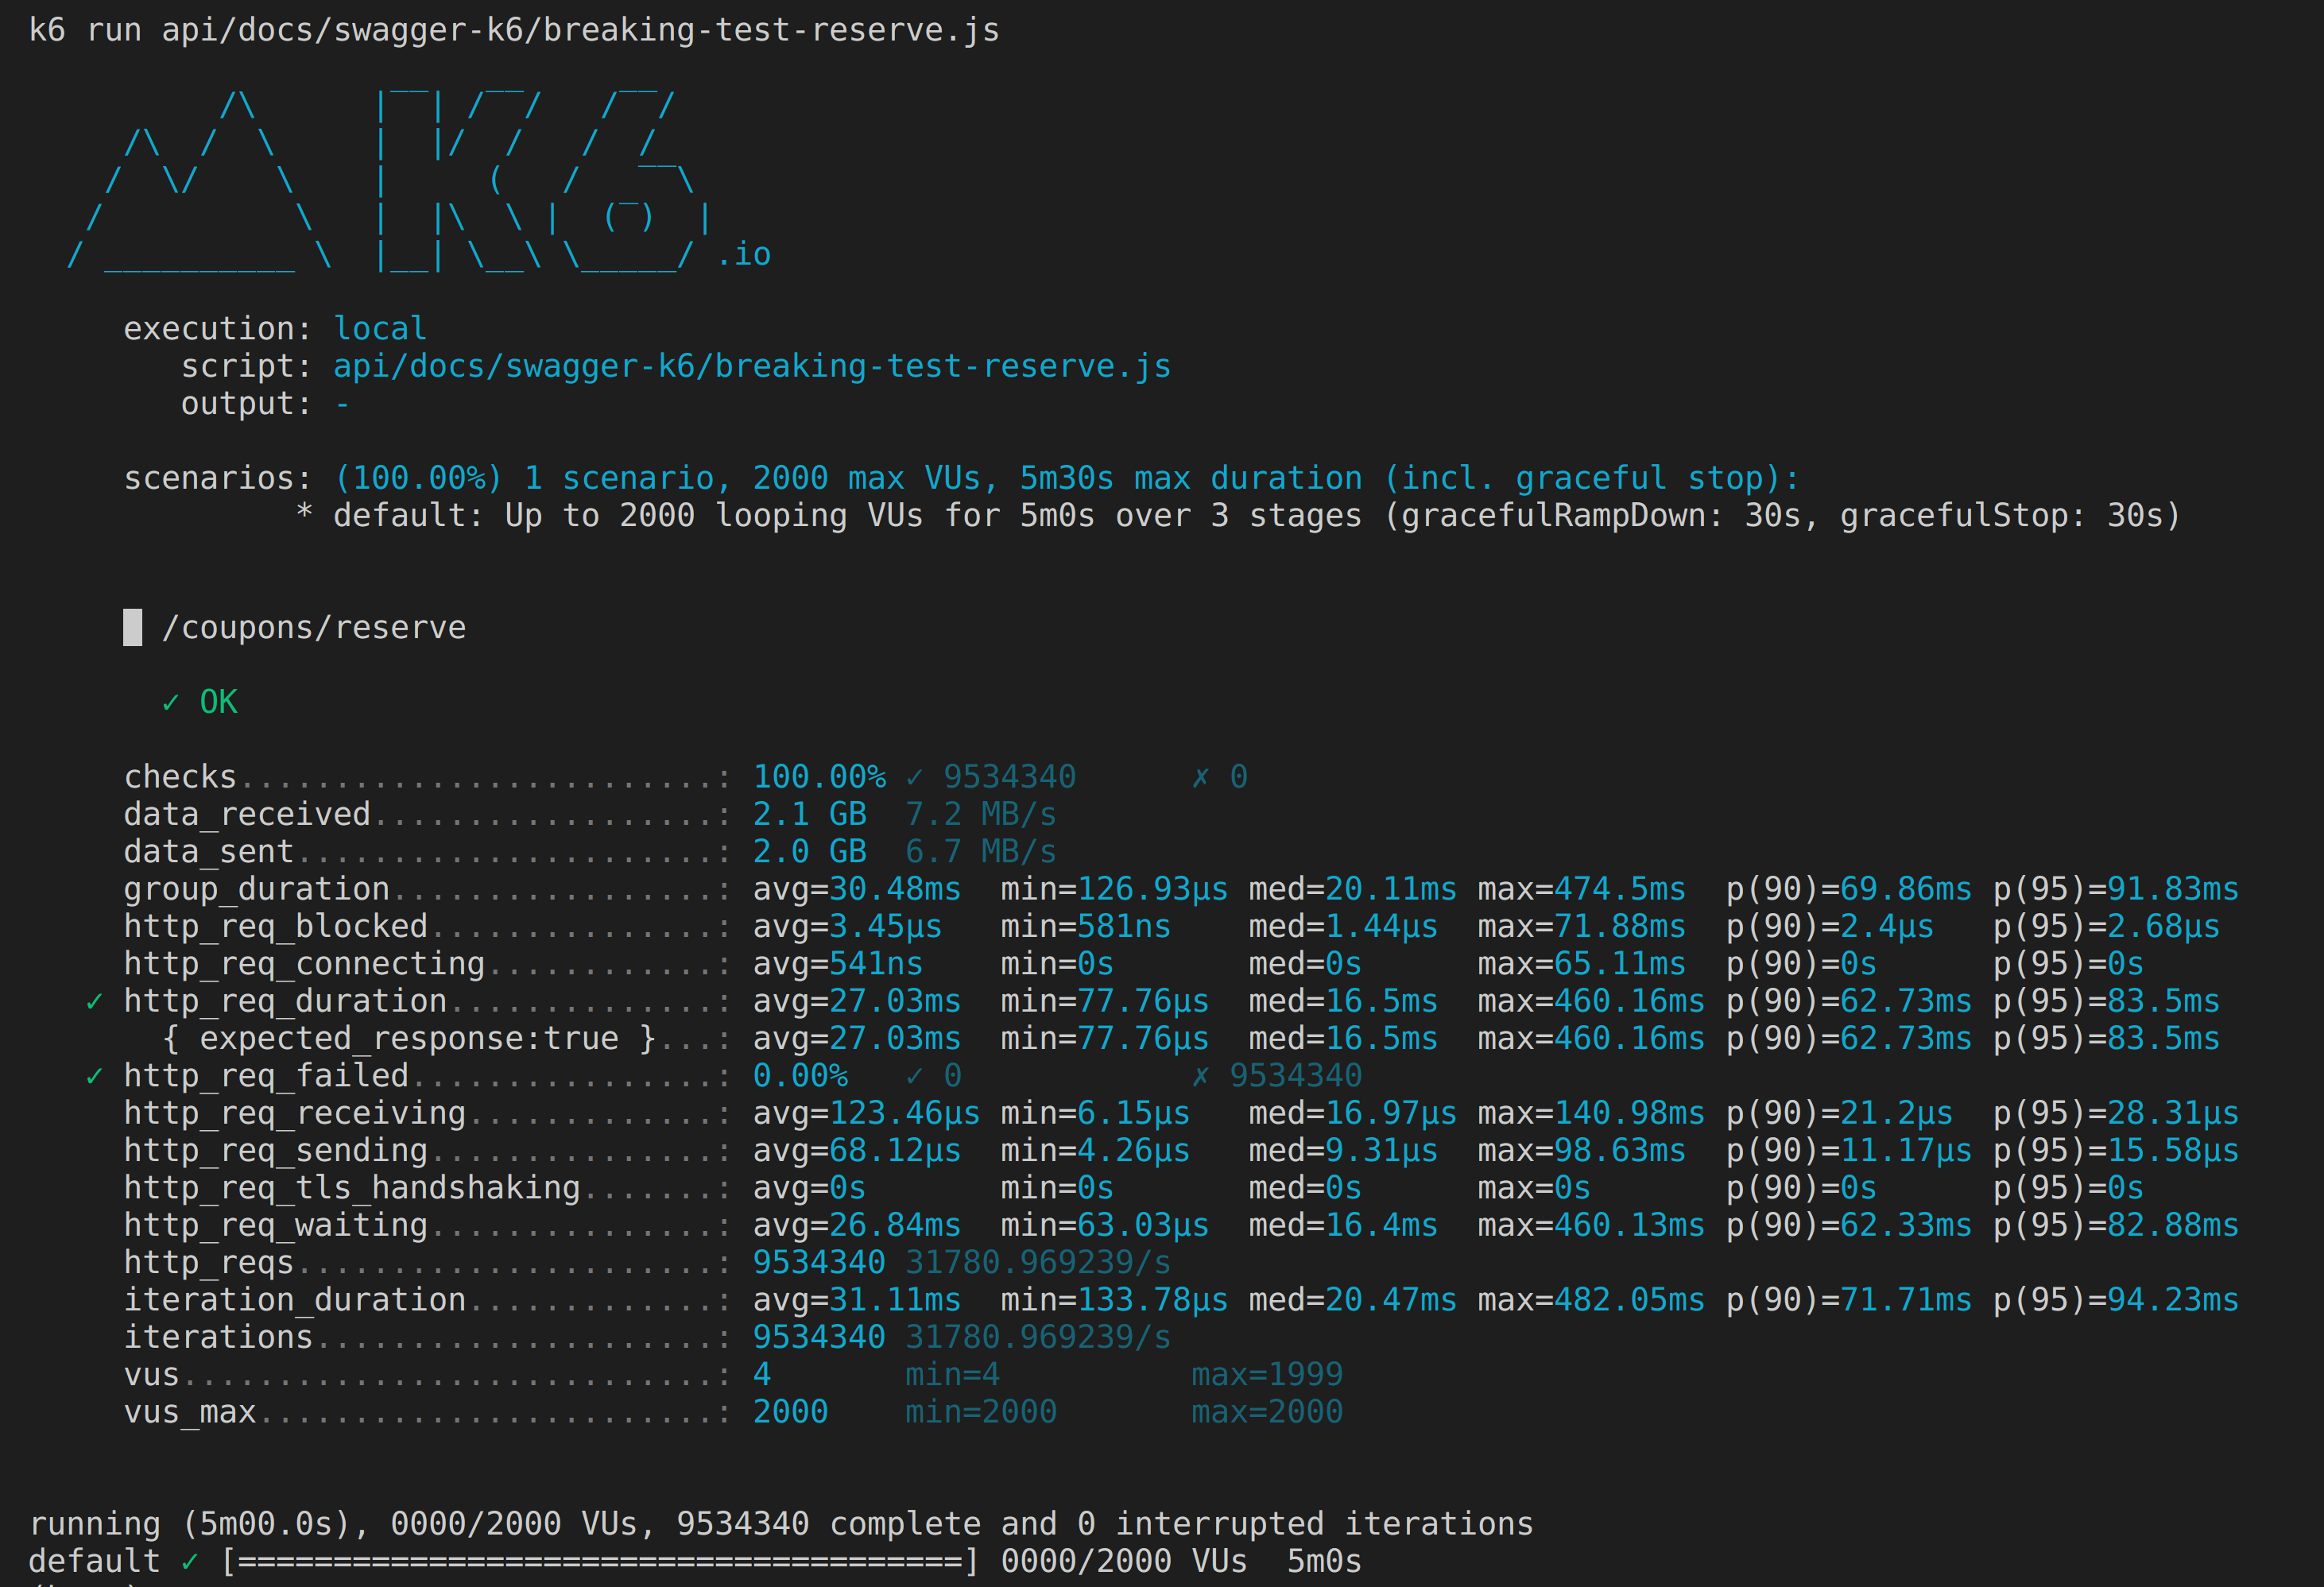 k6 run api/docs/swagger-k6/breaking-test-reserve.js
          /\      |‾‾| /‾‾/   /‾‾/
     /\  /  \     |  |/  /   /  /
    /  \/    \    |     (   /   ‾‾\
   /          \   |  |\  \ |  (‾)  |
  / __________ \  |__| \__\ \_____/ .io
execution: local
script: api/docs/swagger-k6/breaking-test-reserve.js
output: -
scenarios: (100.00%) 1 scenario, 2000 max VUs, 5m30s max duration (incl. graceful stop):
* default: Up to 2000 looping VUs for 5m0s over 3 stages (gracefulRampDown: 30s, gracefulStop: 30s)
█ /coupons/reserve
✓ OK
checks.........................: 100.00% ✓ 9534340      ✗ 0
data_received..................: 2.1 GB  7.2 MB/s
data_sent......................: 2.0 GB  6.7 MB/s
group_duration.................: avg=30.48ms  min=126.93µs med=20.11ms max=474.5ms  p(90)=69.86ms p(95)=91.83ms
http_req_blocked...............: avg=3.45µs   min=581ns    med=1.44µs  max=71.88ms  p(90)=2.4µs   p(95)=2.68µs
http_req_connecting............: avg=541ns    min=0s       med=0s      max=65.11ms  p(90)=0s      p(95)=0s
✓ http_req_duration..............: avg=27.03ms  min=77.76µs  med=16.5ms  max=460.16ms p(90)=62.73ms p(95)=83.5ms
{ expected_response:true }...: avg=27.03ms  min=77.76µs  med=16.5ms  max=460.16ms p(90)=62.73ms p(95)=83.5ms
✓ http_req_failed................: 0.00%   ✓ 0            ✗ 9534340
http_req_receiving.............: avg=123.46µs min=6.15µs   med=16.97µs max=140.98ms p(90)=21.2µs  p(95)=28.31µs
http_req_sending...............: avg=68.12µs  min=4.26µs   med=9.31µs  max=98.63ms  p(90)=11.17µs p(95)=15.58µs
http_req_tls_handshaking.......: avg=0s       min=0s       med=0s      max=0s       p(90)=0s      p(95)=0s
http_req_waiting...............: avg=26.84ms  min=63.03µs  med=16.4ms  max=460.13ms p(90)=62.33ms p(95)=82.88ms
http_reqs......................: 9534340 31780.969239/s
iteration_duration.............: avg=31.11ms  min=133.78µs med=20.47ms max=482.05ms p(90)=71.71ms p(95)=94.23ms
iterations.....................: 9534340 31780.969239/s
vus............................: 4       min=4          max=1999
vus_max........................: 2000    min=2000       max=2000
running (5m00.0s), 0000/2000 VUs, 9534340 complete and 0 interrupted iterations
default ✓ [======================================] 0000/2000 VUs  5m0s